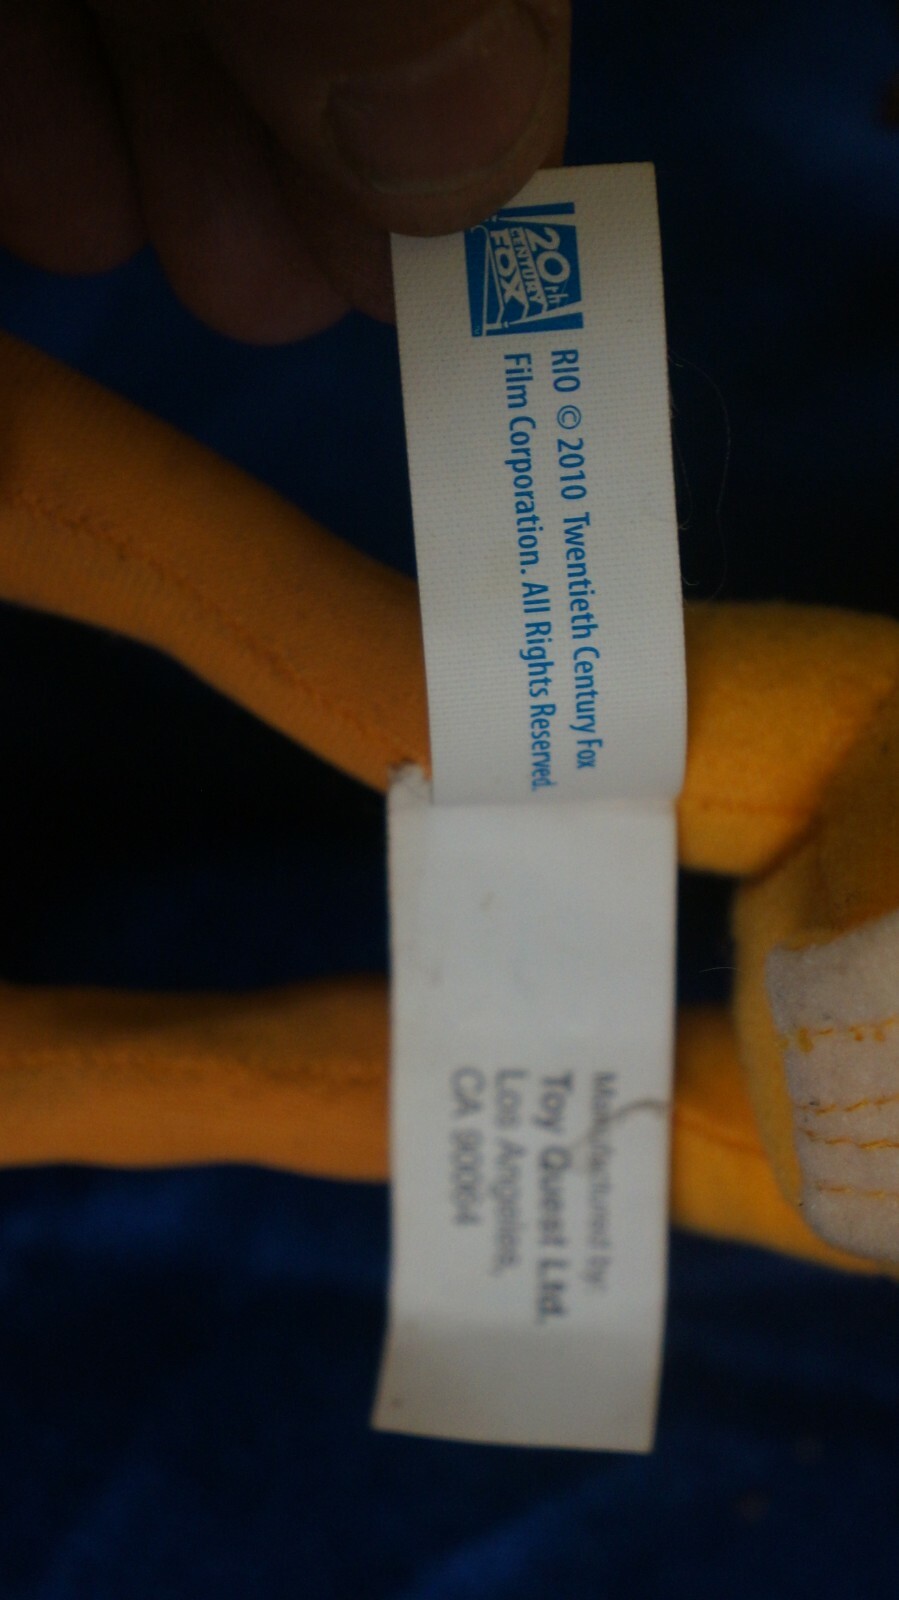 20th
CENTURY
FOX
RIO © 2010 Twentieth Century Fox
Film Corporation. All Rights Reserved.
Manufactured by:
Toy Quest Ltd.
Los Angeles,
CA 90064